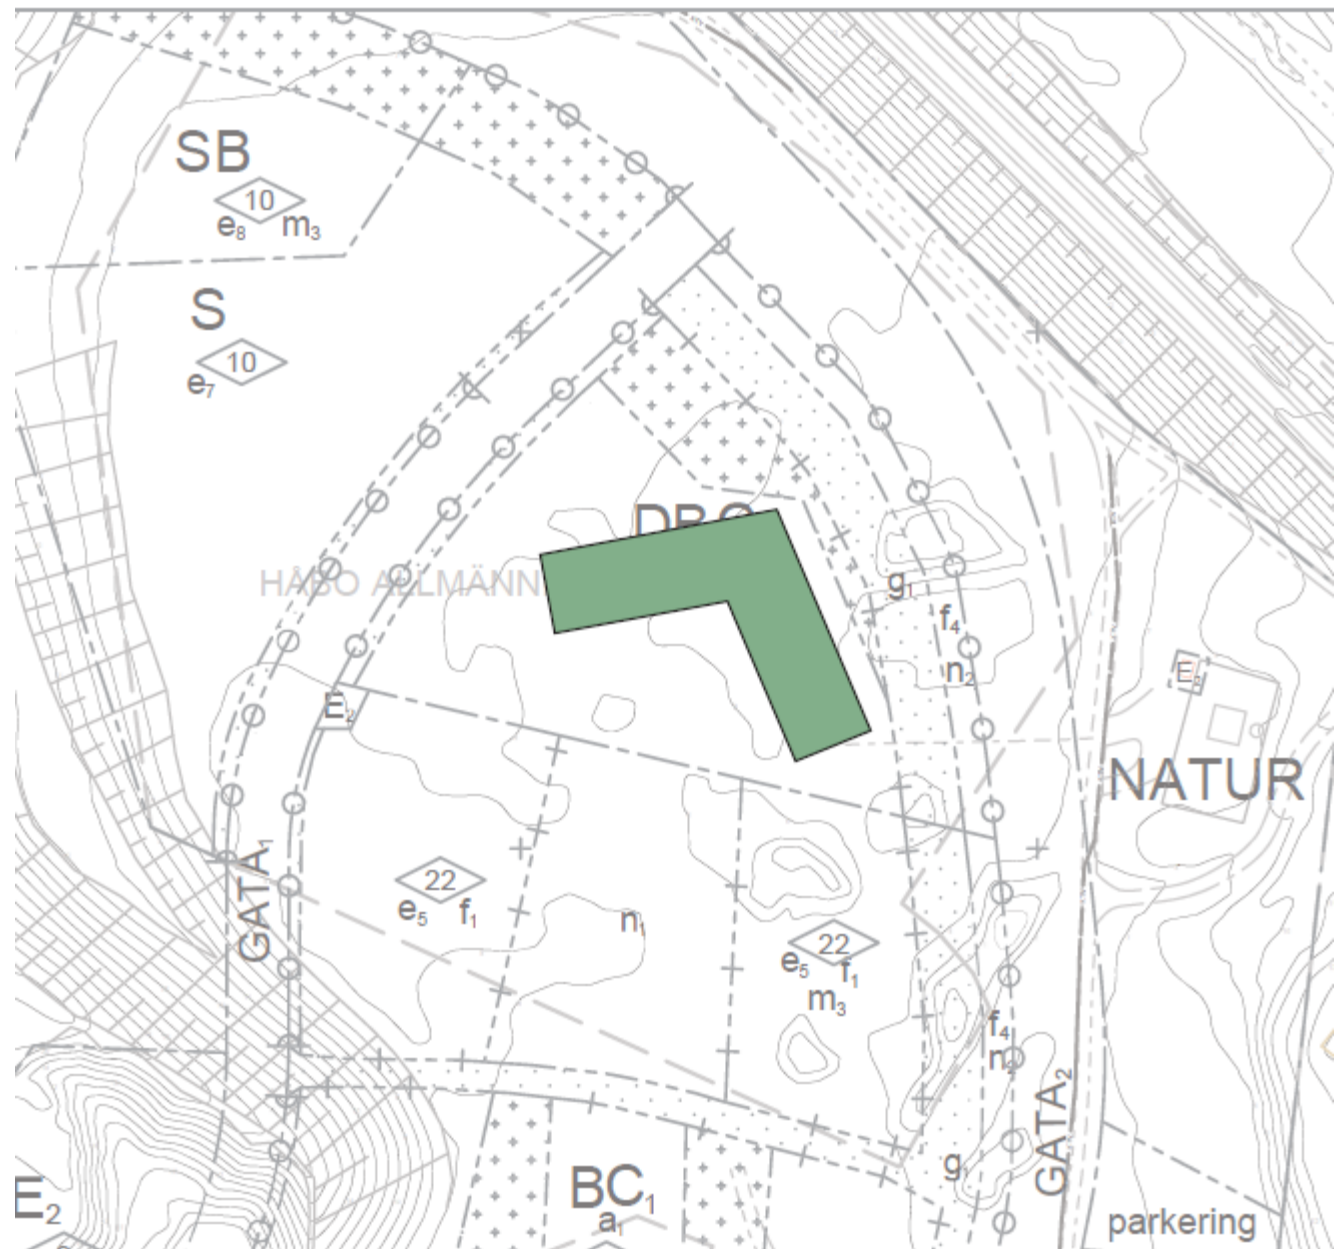 SB
10
e₈ m₃
S
10
e₇
HÅBO ALLMÄNN
g₁
f₄
n₂
E₂
NATUR
GATA₁
22
e₅ f₁
n₁
22
e₅ f₁
m₃
f₄
n₂
GATA₂
g₁
BC₁
a₁
E₂
parkering